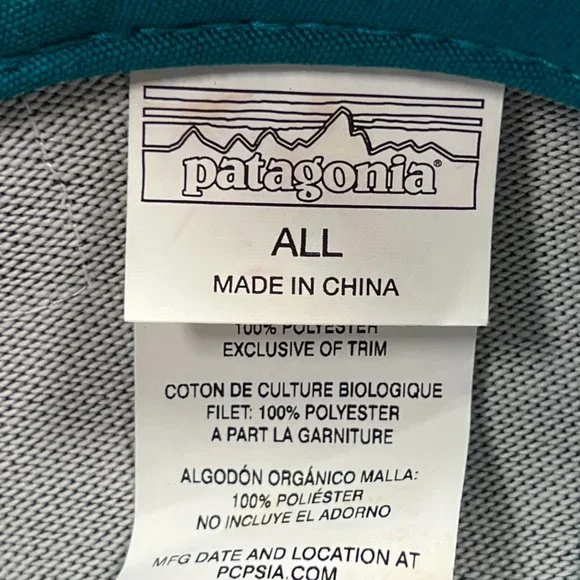 patagonia®
ALL
MADE IN CHINA
100% POLYESTER
EXCLUSIVE OF TRIM
COTON DE CULTURE BIOLOGIQUE
FILET: 100% POLYESTER
A PART LA GARNITURE
ALGODÓN ORGÁNICO MALLA:
100% POLIÉSTER
NO INCLUYE EL ADORNO
MFG DATE AND LOCATION AT
PCPSIA.COM